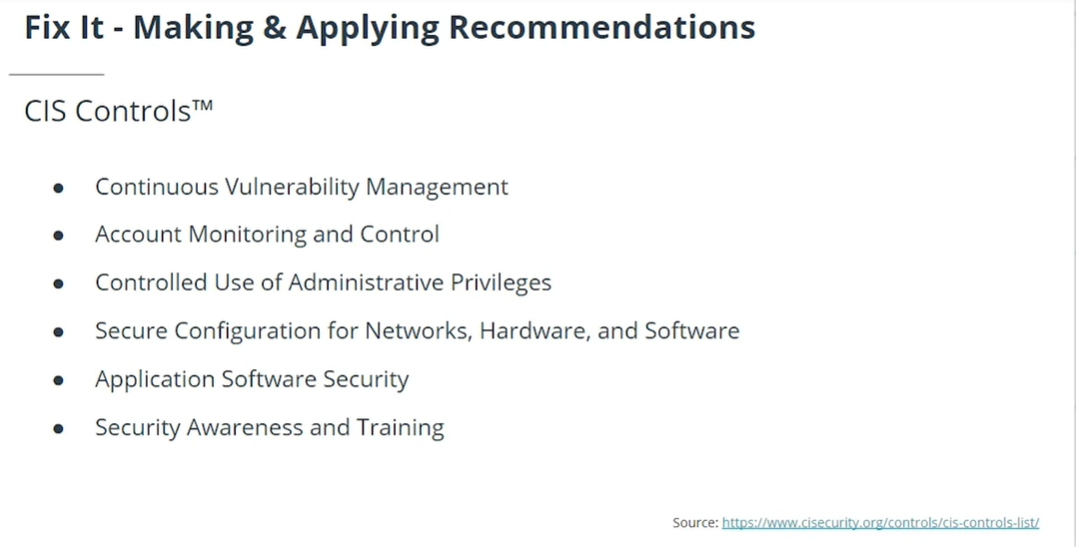 Fix It - Making & Applying Recommendations
CIS Controls™
● Continuous Vulnerability Management
● Account Monitoring and Control
● Controlled Use of Administrative Privileges
● Secure Configuration for Networks, Hardware, and Software
● Application Software Security
● Security Awareness and Training
Source: https://www.cisecurity.org/controls/cis-controls-list/